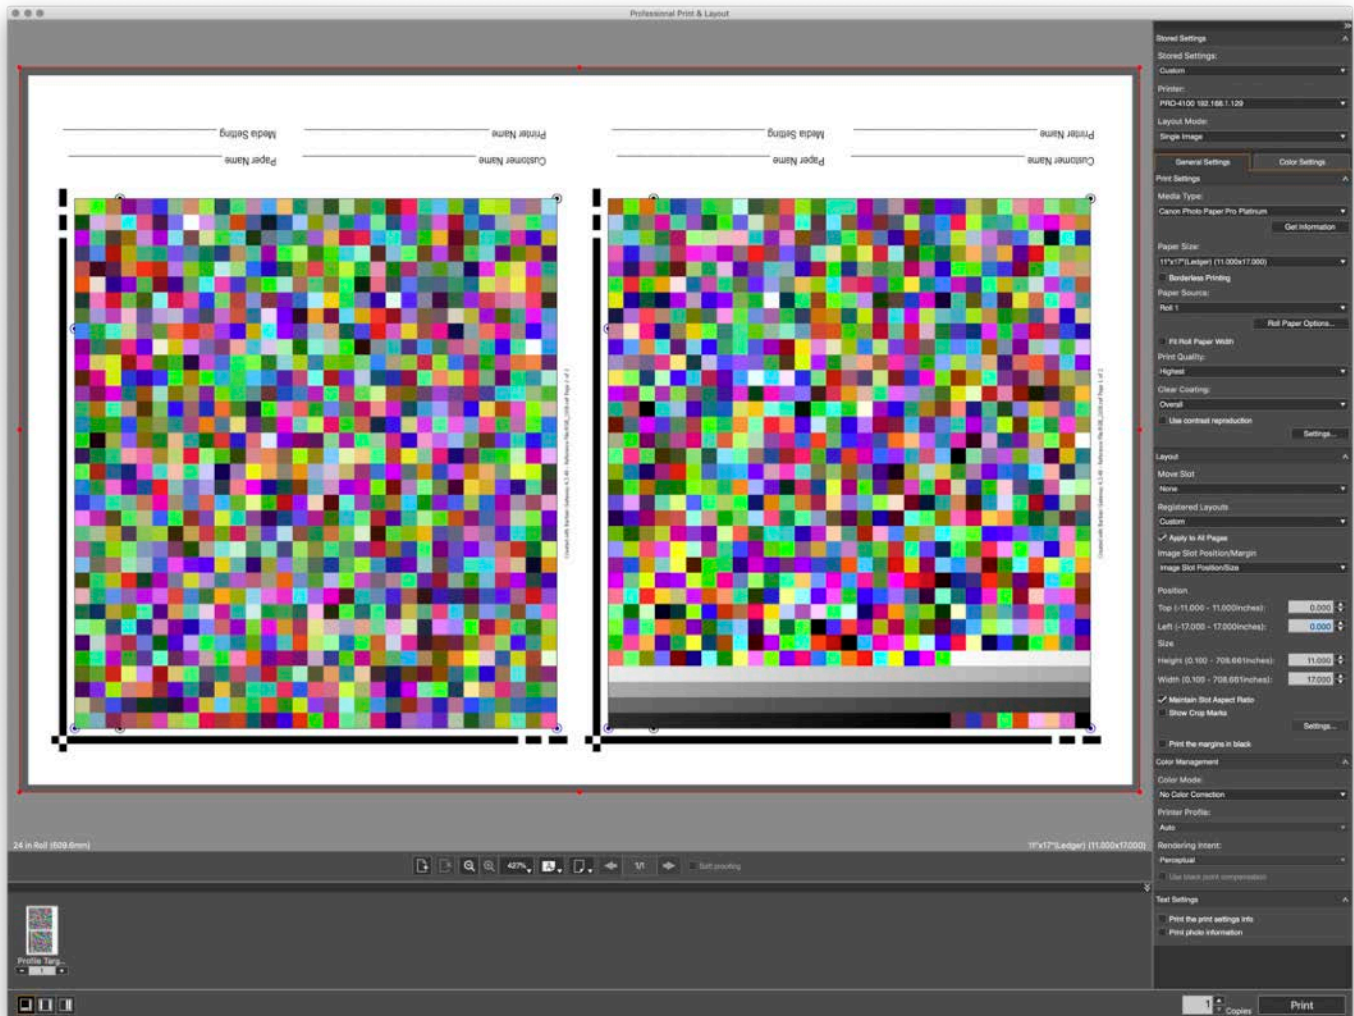 Professional Print & Layout
Printer Name
Media Setting
Customer Name
Paper Name
Printer Name
Media Setting
Customer Name
Paper Name
24 in Roll (609.6mm)
11"x17"(Ledger) (11.000x17.000)
427%
1/1
Soft proofing
Profile Targ...
1
Stored Settings
Stored Settings:
Custom
Printer:
PRO-4100 192.168.1.129
Layout Mode:
Single Image
General Settings
Color Settings
Print Settings
Media Type:
Canon Photo Paper Pro Platinum
Get Information
Paper Size:
11"x17"(Ledger) (11.000x17.000)
Borderless Printing
Paper Source:
Roll 1
Roll Paper Options...
Fit Roll Paper Width
Print Quality:
Highest
Clear Coating:
Overall
Use contrast reproduction
Settings...
Layout
Move Slot
None
Registered Layouts
Custom
Apply to All Pages
Image Slot Position/Margin
Image Slot Position/Size
Position
Top (-11.000 - 11.000inches): 0.000
Left (-17.000 - 17.000inches): 0.000
Size
Height (0.100 - 708.661inches): 11.000
Width (0.100 - 708.661inches): 17.000
Maintain Slot Aspect Ratio
Show Crop Marks
Settings...
Print the margins in black
Color Management
Color Mode:
No Color Correction
Printer Profile:
Auto
Rendering Intent:
Perceptual
Use black point compensation
Text Settings
Print the print settings info
Print photo information
1 Copies
Print